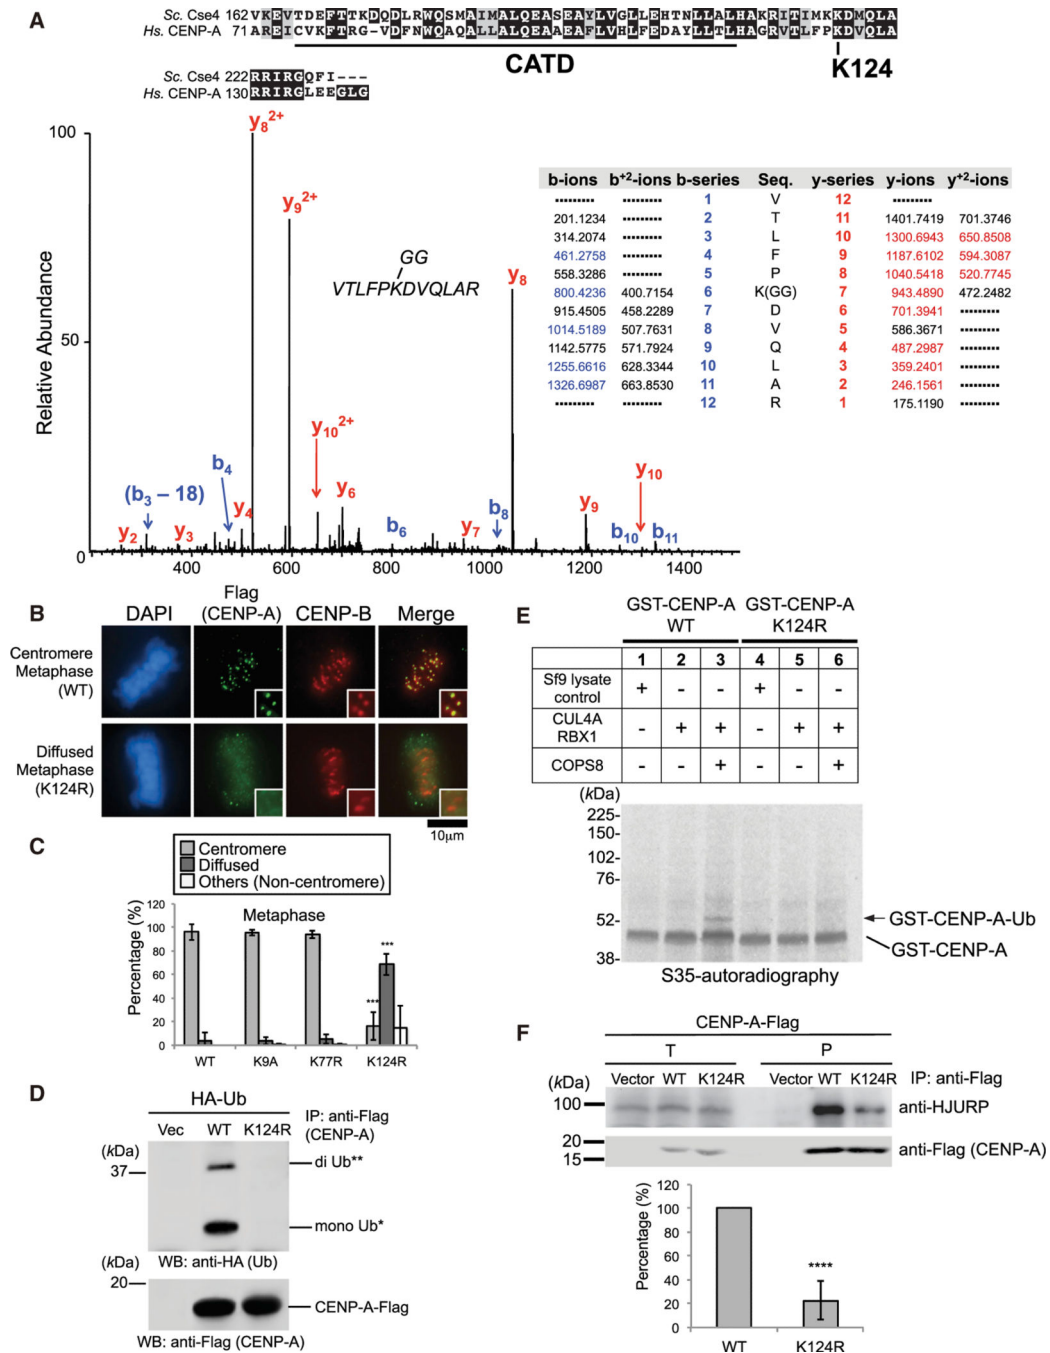 A
Sc. Cse4 162 VKEVTDEFTTKDQDLRWQSMAIMALQEASEAYLVGLLEHTNLLALHAKRITIMKKDMQLA
Hs. CENP-A 71 AREICVKFTRG-VDFNWQAQALLALQEAAEAFLVHLFEDAYLLTLHAGRVTLFPKDVQLA
CATD
K124
Sc. Cse4 222 RRIRGQFI---
Hs. CENP-A 130 RRIRGLEEGLG
Relative Abundance
100
50
0
200 400 600 800 1000 1200 1400
y8 2+
y9 2+
y10 2+
y8
GG
VTLFPKDVQLAR
(b3 – 18)
b4
y2
y3
y4
y6
b6
y7
b8
y9
y10
b10
b11
b-ions b+2-ions b-series Seq. y-series y-ions y+2-ions
--------- 1 V 12 ---------
201.1234 --------- 2 T 11 1401.7419 701.3746
314.2074 --------- 3 L 10 1300.6943 650.8508
461.2758 --------- 4 F 9 1187.6102 594.3087
558.3286 --------- 5 P 8 1040.5418 520.7745
800.4236 400.7154 6 K(GG) 7 943.4890 472.2482
915.4505 458.2289 7 D 6 701.3941 ---------
1014.5189 507.7631 8 V 5 586.3671 ---------
1142.5775 571.7924 9 Q 4 487.2987 ---------
1255.6616 628.3344 10 L 3 359.2401 ---------
1326.6987 663.8530 11 A 2 246.1561 ---------
--------- --------- 12 R 1 175.1190 ---------
B
DAPI
Flag
(CENP-A)
CENP-B
Merge
Centromere
Metaphase
(WT)
Diffused
Metaphase
(K124R)
10μm
C
Centromere
Diffused
Others (Non-centromere)
Metaphase
Percentage (%)
120
100
80
60
40
20
0
***
***
WT K9A K77R K124R
D
HA-Ub
Vec WT K124R
IP: anti-Flag
(CENP-A)
(kDa)
37
di Ub**
mono Ub*
(kDa)
WB: anti-HA (Ub)
20
CENP-A-Flag
WB: anti-Flag (CENP-A)
E
GST-CENP-A
WT
GST-CENP-A
K124R
1 2 3 4 5 6
Sf9 lysate
control
+ - - + - -
CUL4A
RBX1
- + + - + +
COPS8 - - + - - +
(kDa)
225-
150-
102-
76-
52-
38-
GST-CENP-A-Ub
GST-CENP-A
S35-autoradiography
F
CENP-A-Flag
T P
Vector WT K124R Vector WT K124R IP: anti-Flag
(kDa)
100
anti-HJURP
20
15
anti-Flag (CENP-A)
Percentage (%)
120
100
80
60
40
20
0
****
WT K124R